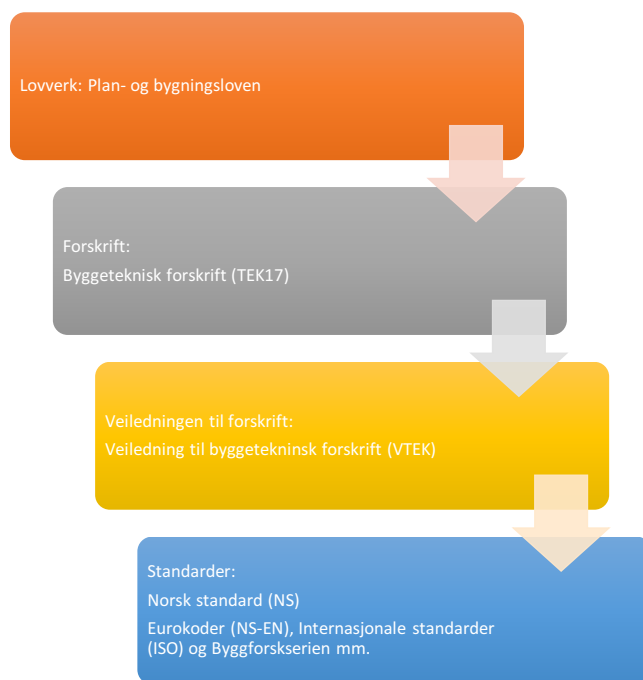 Lovverk: Plan- og bygningsloven
Forskrift:
Byggeteknisk forskrift (TEK17)
Veiledningen til forskrift:
Veiledning til byggetekninsk forskrift (VTEK)
Standarder:
Norsk standard (NS)
Eurokoder (NS-EN), Internasjonale standarder
(ISO) og Byggforskserien mm.